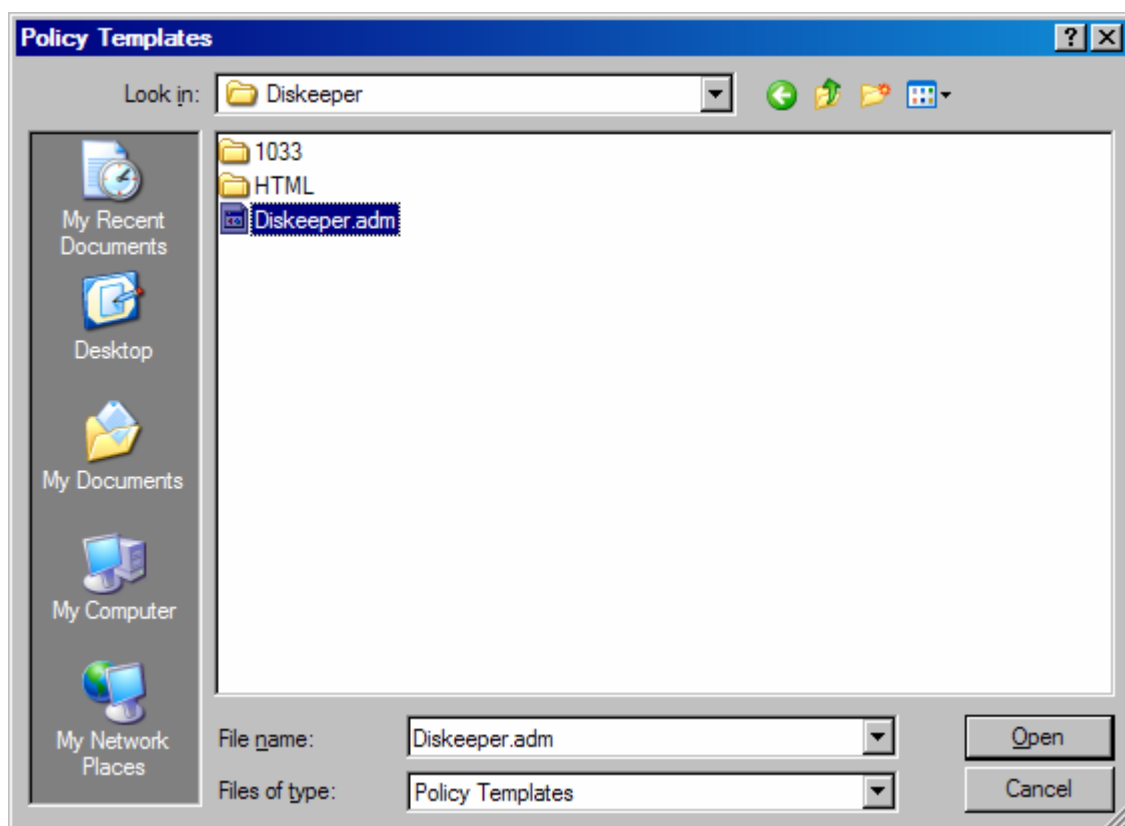 Policy Templates
Look in:
Diskeeper
1033
HTML
Diskeeper.adm
My Recent
Documents
Desktop
My Documents
My Computer
My Network
Places
File name:
Diskeeper.adm
Open
Files of type:
Policy Templates
Cancel